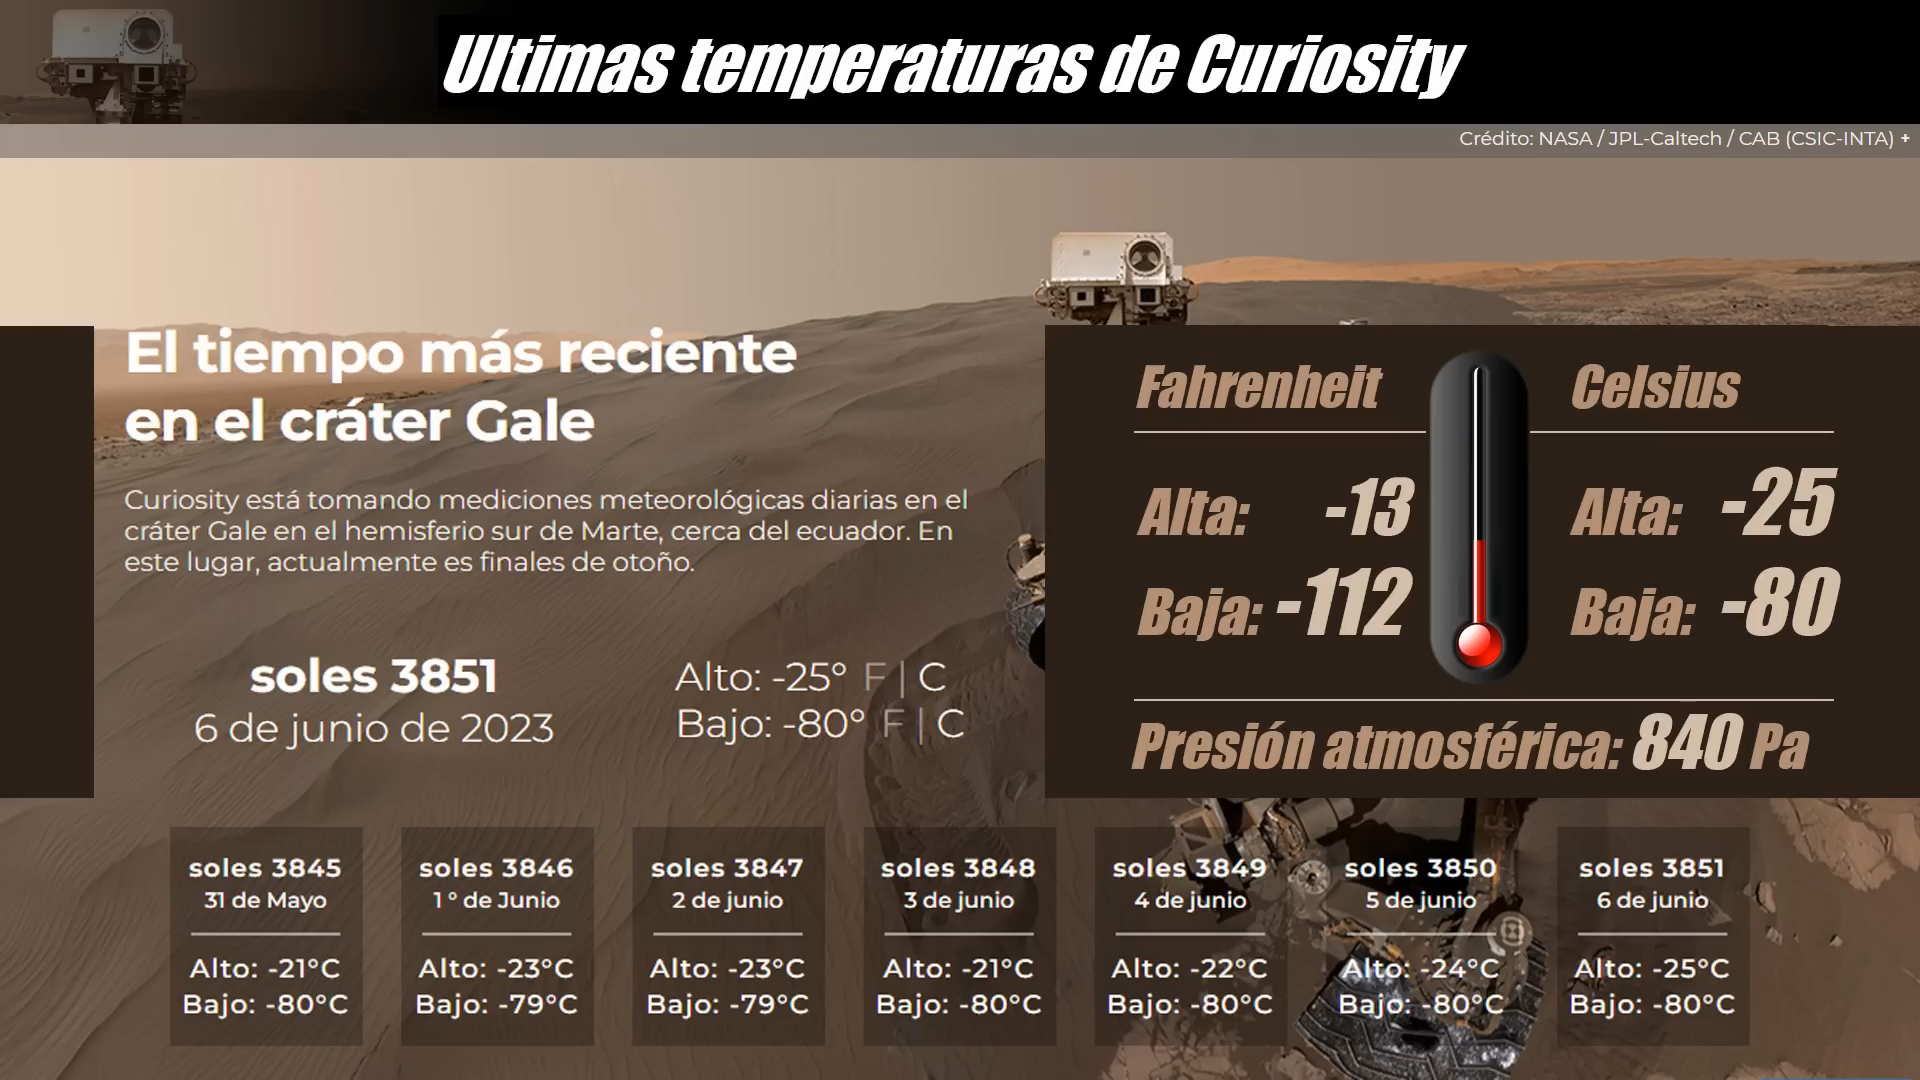 Ultimas temperaturas de Curiosity
Crédito: NASA / JPL-Caltech / CAB (CSIC-INTA) +
El tiempo más reciente
en el cráter Gale
Curiosity está tomando mediciones meteorológicas diarias en el
cráter Gale en el hemisferio sur de Marte, cerca del ecuador. En
este lugar, actualmente es finales de otoño.
soles 3851
6 de junio de 2023
Alto: -25° F | C
Bajo: -80° F | C
Fahrenheit
Alta: -13
Baja: -112
Celsius
Alta: -25
Baja: -80
Presión atmosférica: 840 Pa
soles 3845
31 de Mayo
Alto: -21°C
Bajo: -80°C
soles 3846
1 ° de Junio
Alto: -23°C
Bajo: -79°C
soles 3847
2 de junio
Alto: -23°C
Bajo: -79°C
soles 3848
3 de junio
Alto: -21°C
Bajo: -80°C
soles 3849
4 de junio
Alto: -22°C
Bajo: -80°C
soles 3850
5 de junio
Alto: -24°C
Bajo: -80°C
soles 3851
6 de junio
Alto: -25°C
Bajo: -80°C